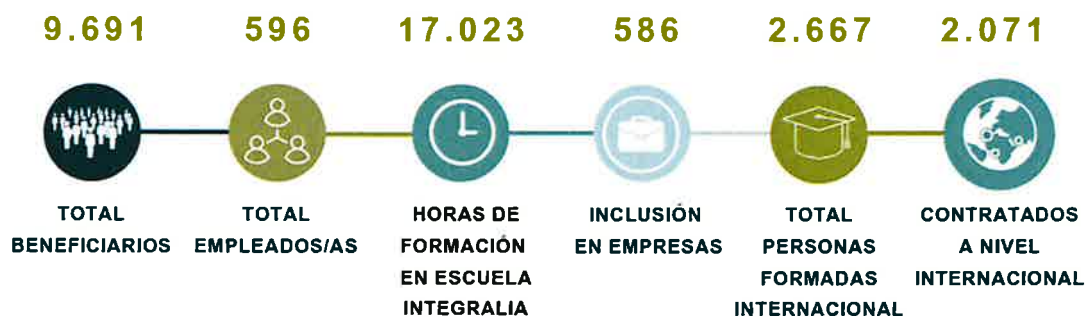 9.691
596
17.023
586
2.667
2.071
TOTAL
BENEFICIARIOS
TOTAL
EMPLEADOS/AS
HORAS DE
FORMACIÓN
EN ESCUELA
INTEGRALIA
INCLUSIÓN
EN EMPRESAS
TOTAL
PERSONAS
FORMADAS
INTERNACIONAL
CONTRATADOS
A NIVEL
INTERNACIONAL